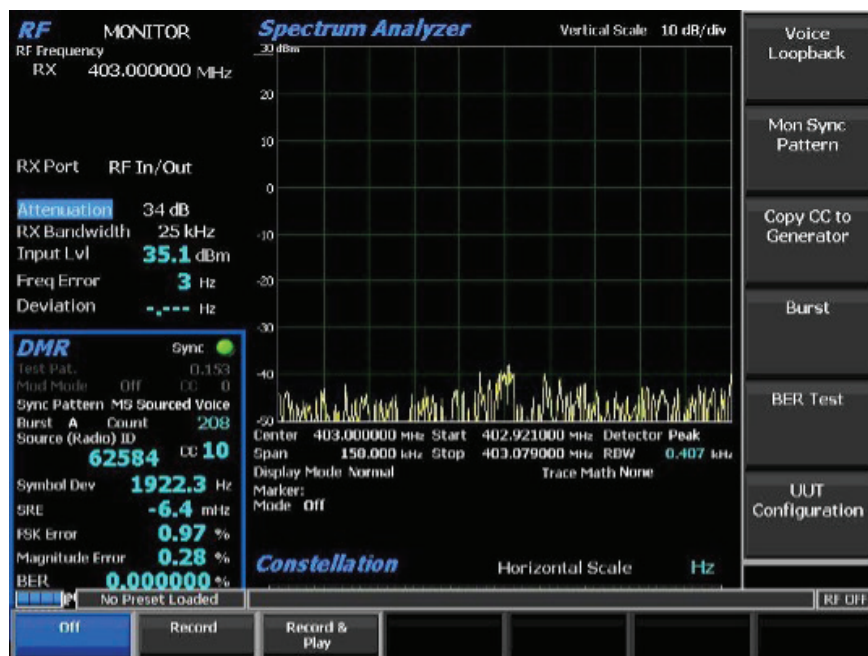 RF MONITOR
RF Frequency
RX 403.000000 MHz
RX Port RF In/Out
Attenuation 34 dB
RX Bandwidth 25 kHz
Input Lvl 35.1 dBm
Freq Error 3 Hz
Deviation -.--- Hz
DMR Sync
Test Pat. 0.153
Mod Mode Off CC 0
Sync Pattern MS Sourced Voice
Burst A Count 208
Source (Radio) ID
62584 CC 10
Symbol Dev 1922.3 Hz
SRE -6.4 mHz
FSK Error 0.97 %
Magnitude Error 0.28 %
BER 0.000000 %
Spectrum Analyzer Vertical Scale 10 dB/div
30 dBm
20
10
0
-10
-20
-30
-40
-50
Center 403.000000 MHz Start 402.921000 MHz Detector Peak
Span 158.000 kHz Stop 403.079000 MHz RBW 0.407 kHz
Display Mode Normal Trace Math None
Marker:
Mode Off
Constellation Horizontal Scale Hz
Voice
Loopback
Mon Sync
Pattern
Copy CC to
Generator
Burst
BER Test
UUT
Configuration
No Preset Loaded RF OFF
Off Record Record &
Play